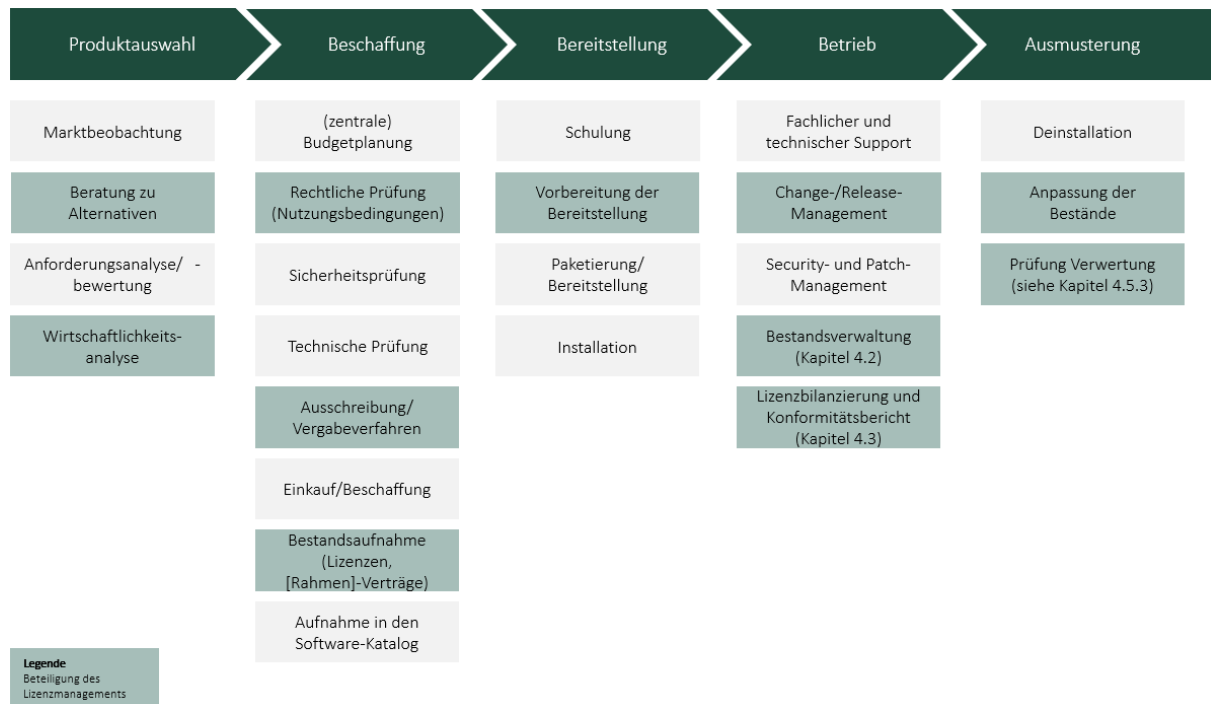 Produktauswahl
Beschaffung
Bereitstellung
Betrieb
Ausmusterung
Marktbeobachtung
Beratung zu
Alternativen
Anforderungsanalyse/ -
bewertung
Wirtschaftlichkeits-
analyse
(zentrale)
Budgetplanung
Rechtliche Prüfung
(Nutzungsbedingungen)
Sicherheitsprüfung
Technische Prüfung
Ausschreibung/
Vergabeverfahren
Einkauf/Beschaffung
Bestandsaufnahme
(Lizenzen,
[Rahmen]-Verträge)
Aufnahme in den
Software-Katalog
Schulung
Vorbereitung der
Bereitstellung
Paketierung/
Bereitstellung
Installation
Fachlicher und
technischer Support
Change-/Release-
Management
Security- und Patch-
Management
Bestandsverwaltung
(Kapitel 4.2)
Lizenzbilanzierung und
Konformitätsbericht
(Kapitel 4.3)
Deinstallation
Anpassung der
Bestände
Prüfung Verwertung
(siehe Kapitel 4.5.3)
Legende
Beteiligung des
Lizenzmanagements